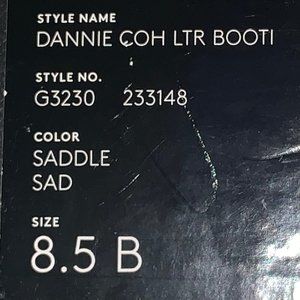 STYLE NAME
DANNIE COH LTR BOOTI
STYLE NO.
G3230 233148
COLOR
SADDLE
SAD
SIZE
8.5 B